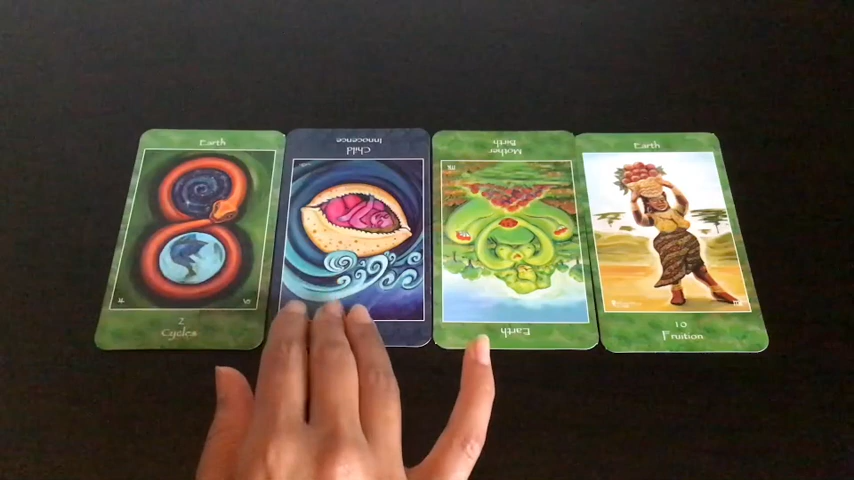 Earth
2
Cycles
Child
Innocence
Earth
Mother
Birth
Earth
10
Fruition